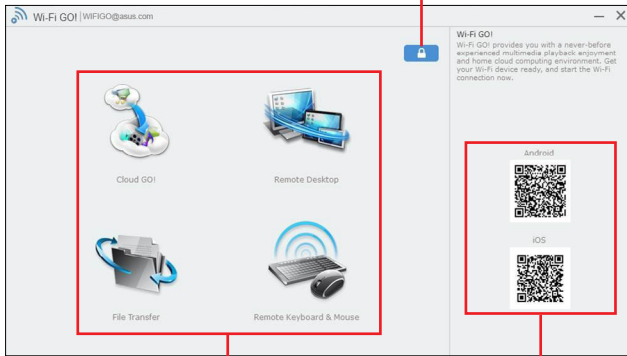 Wi-Fi GO! | WIFIGO@asus.com
Wi-Fi GO!
Wi-Fi GO! provides you with a never-before
experienced multimedia playback enjoyment
and home cloud computing environment. Get
your Wi-Fi device ready, and start the Wi-Fi
connection now.
Cloud GO!
Remote Desktop
File Transfer
Remote Keyboard & Mouse
Android
iOS